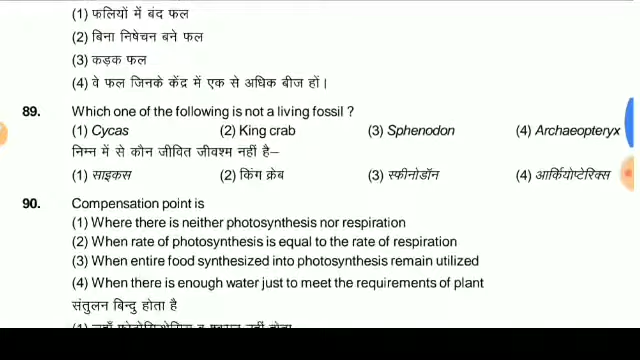 (1) फलियों में बंद फल
(2) बिना निषेचन बने फल
(3) कड़क फल
(4) वे फल जिनके केंद्र में एक से अधिक बीज हों।
89. Which one of the following is not a living fossil ?
(1) Cycas (2) King crab (3) Sphenodon (4) Archaeopteryx
निम्न में से कौन जीवित जीवश्म नहीं है–
(1) साइकस (2) किंग क्रेब (3) स्फीनोडॉन (4) आर्कियोप्टेरिक्स
90. Compensation point is
(1) Where there is neither photosynthesis nor respiration
(2) When rate of photosynthesis is equal to the rate of respiration
(3) When entire food synthesized into photosynthesis remain utilized
(4) When there is enough water just to meet the requirements of plant
संतुलन बिन्दु होता है